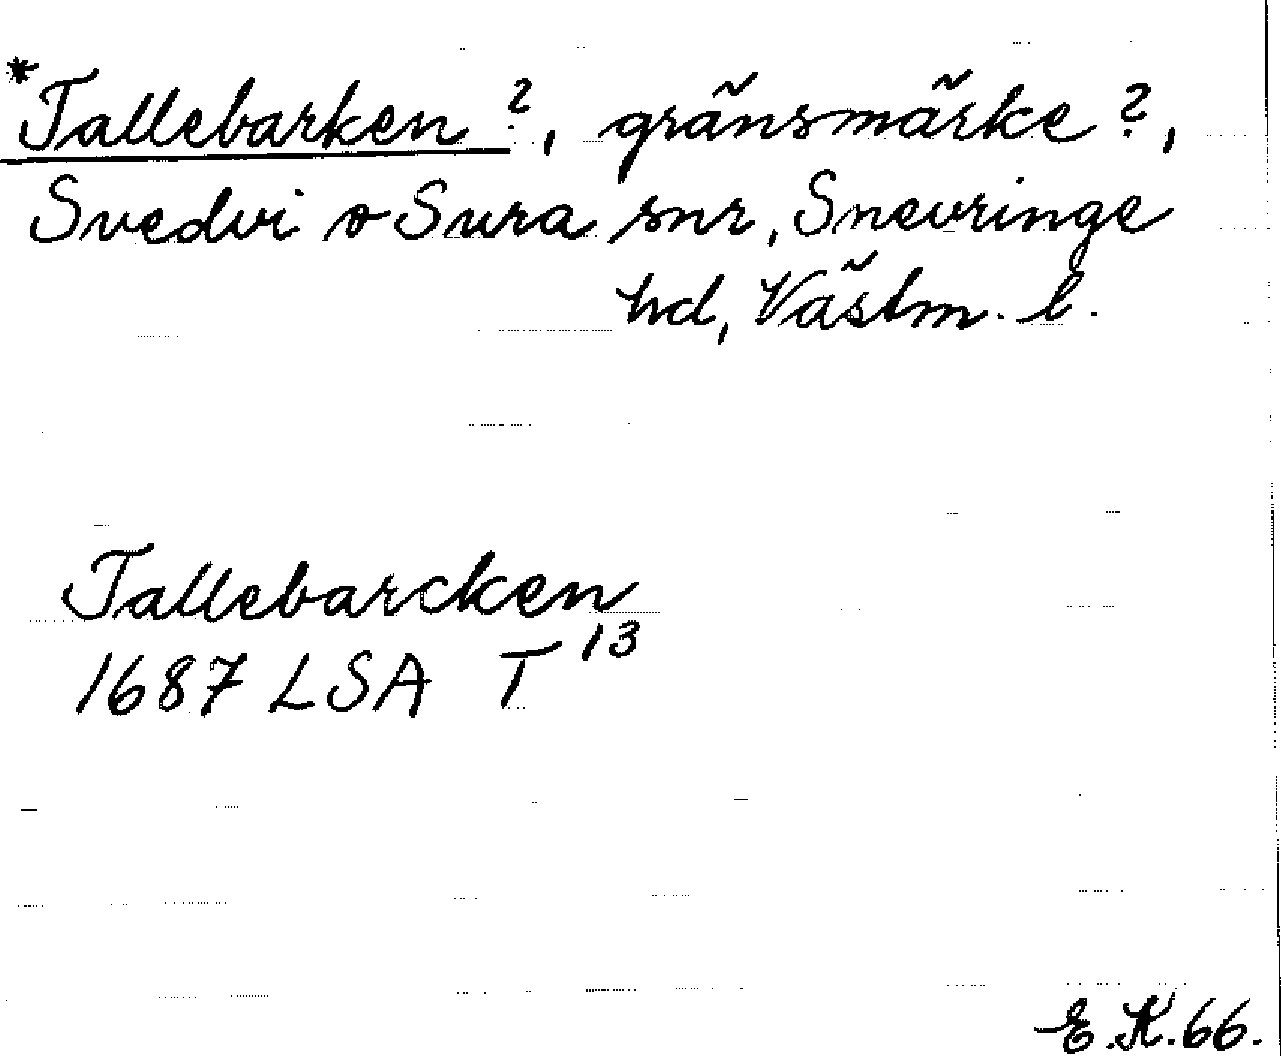 *Tallebarken ?, gränsmärke ?,
Svedvi o Sura snr, Snevringe
hd, Västm. l.
Tallebarcken
1687 LSA T 13
E.K. 66.